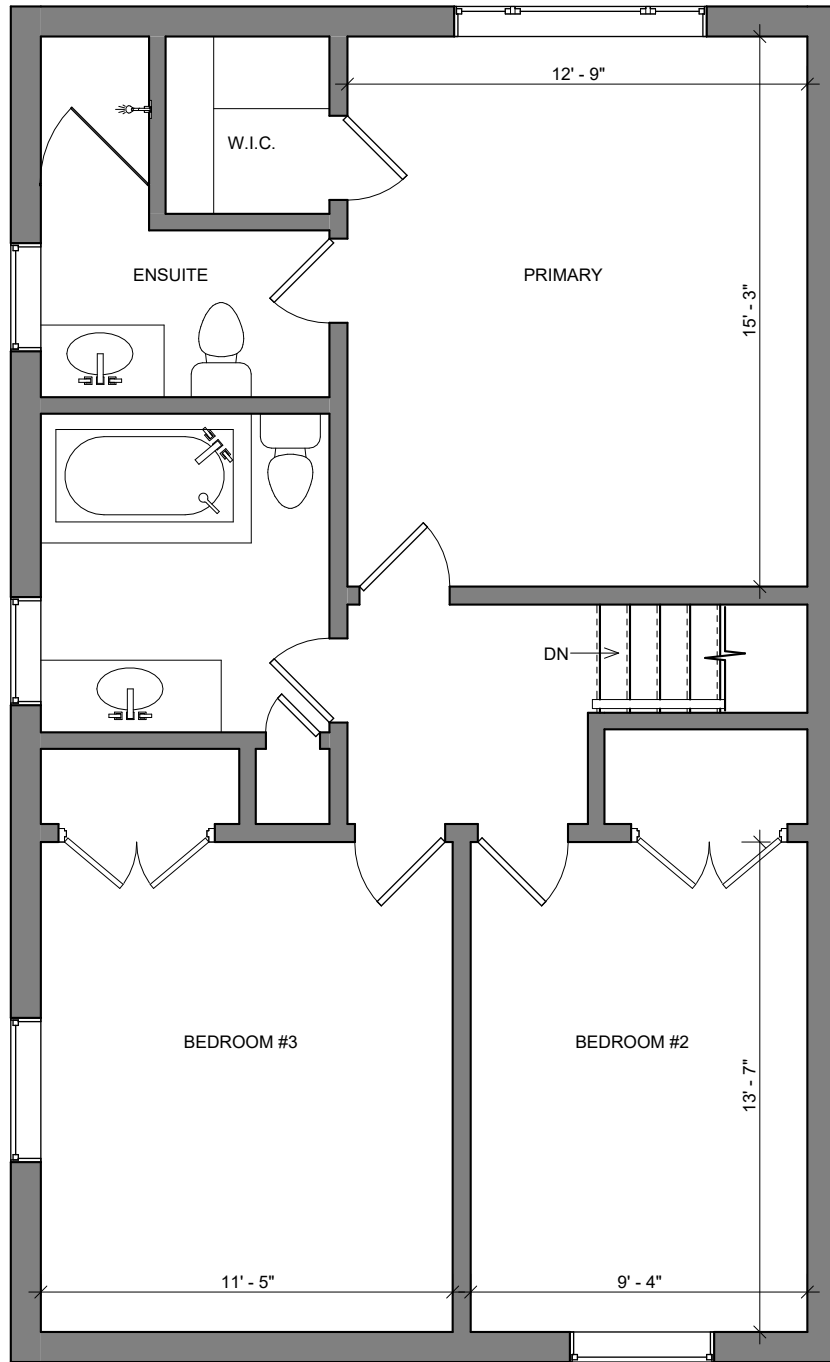 12' - 9"
W.I.C.
ENSUITE
PRIMARY
15' - 3"
DN
BEDROOM #3
BEDROOM #2
13' - 7"
11' - 5"
9' - 4"